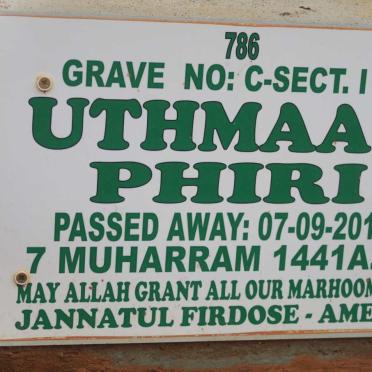 786
GRAVE NO: C-SECT. I
UTHMAA
PHIRI
PASSED AWAY: 07-09-201
7 MUHARRAM 1441A
MAY ALLAH GRANT ALL OUR MARHOOM
JANNATUL FIRDOSE - AME